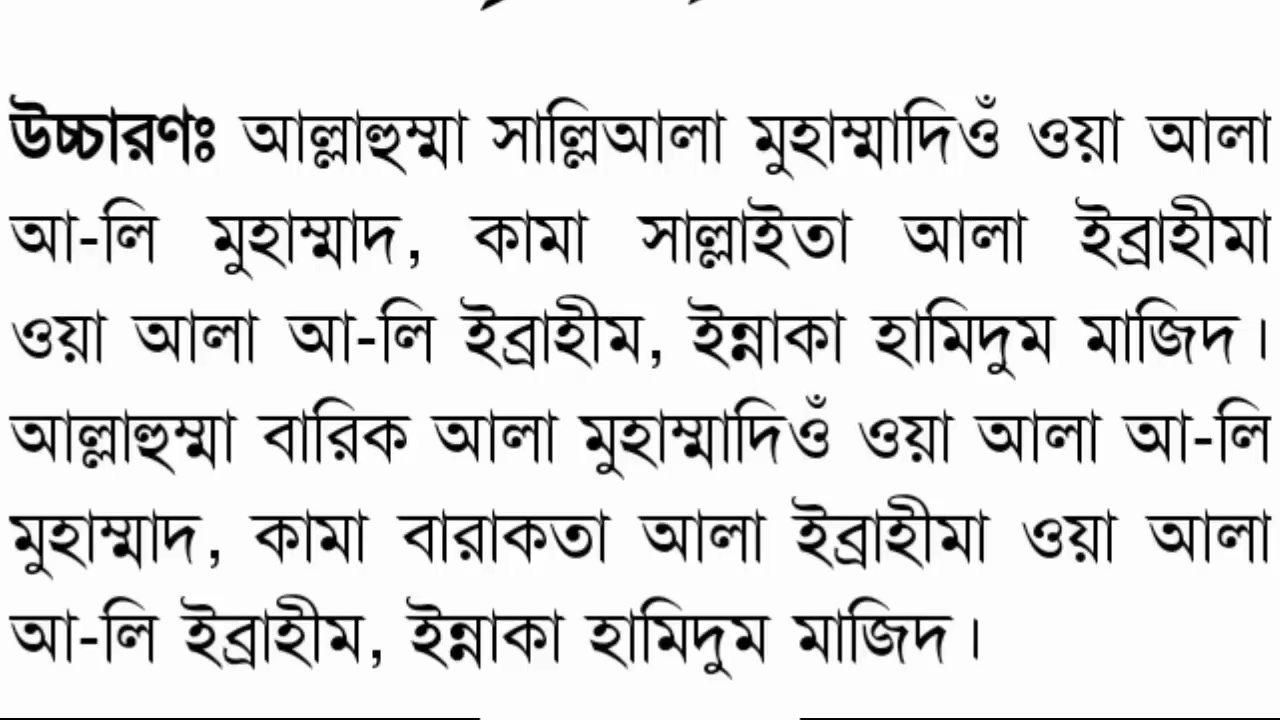 উচ্চারণঃ আল্লাহুম্মা সাল্লিআলা মুহাম্মাদিওঁ ওয়া আলা
আ-লি মুহাম্মাদ, কামা সাল্লাইতা আলা ইব্রাহীমা
ওয়া আলা আ-লি ইব্রাহীম, ইন্নাকা হামিদুম মাজিদ।
আল্লাহুম্মা বারিক আলা মুহাম্মাদিওঁ ওয়া আলা আ-লি
মুহাম্মাদ, কামা বারাকতা আলা ইব্রাহীমা ওয়া আলা
আ-লি ইব্রাহীম, ইন্নাকা হামিদুম মাজিদ।